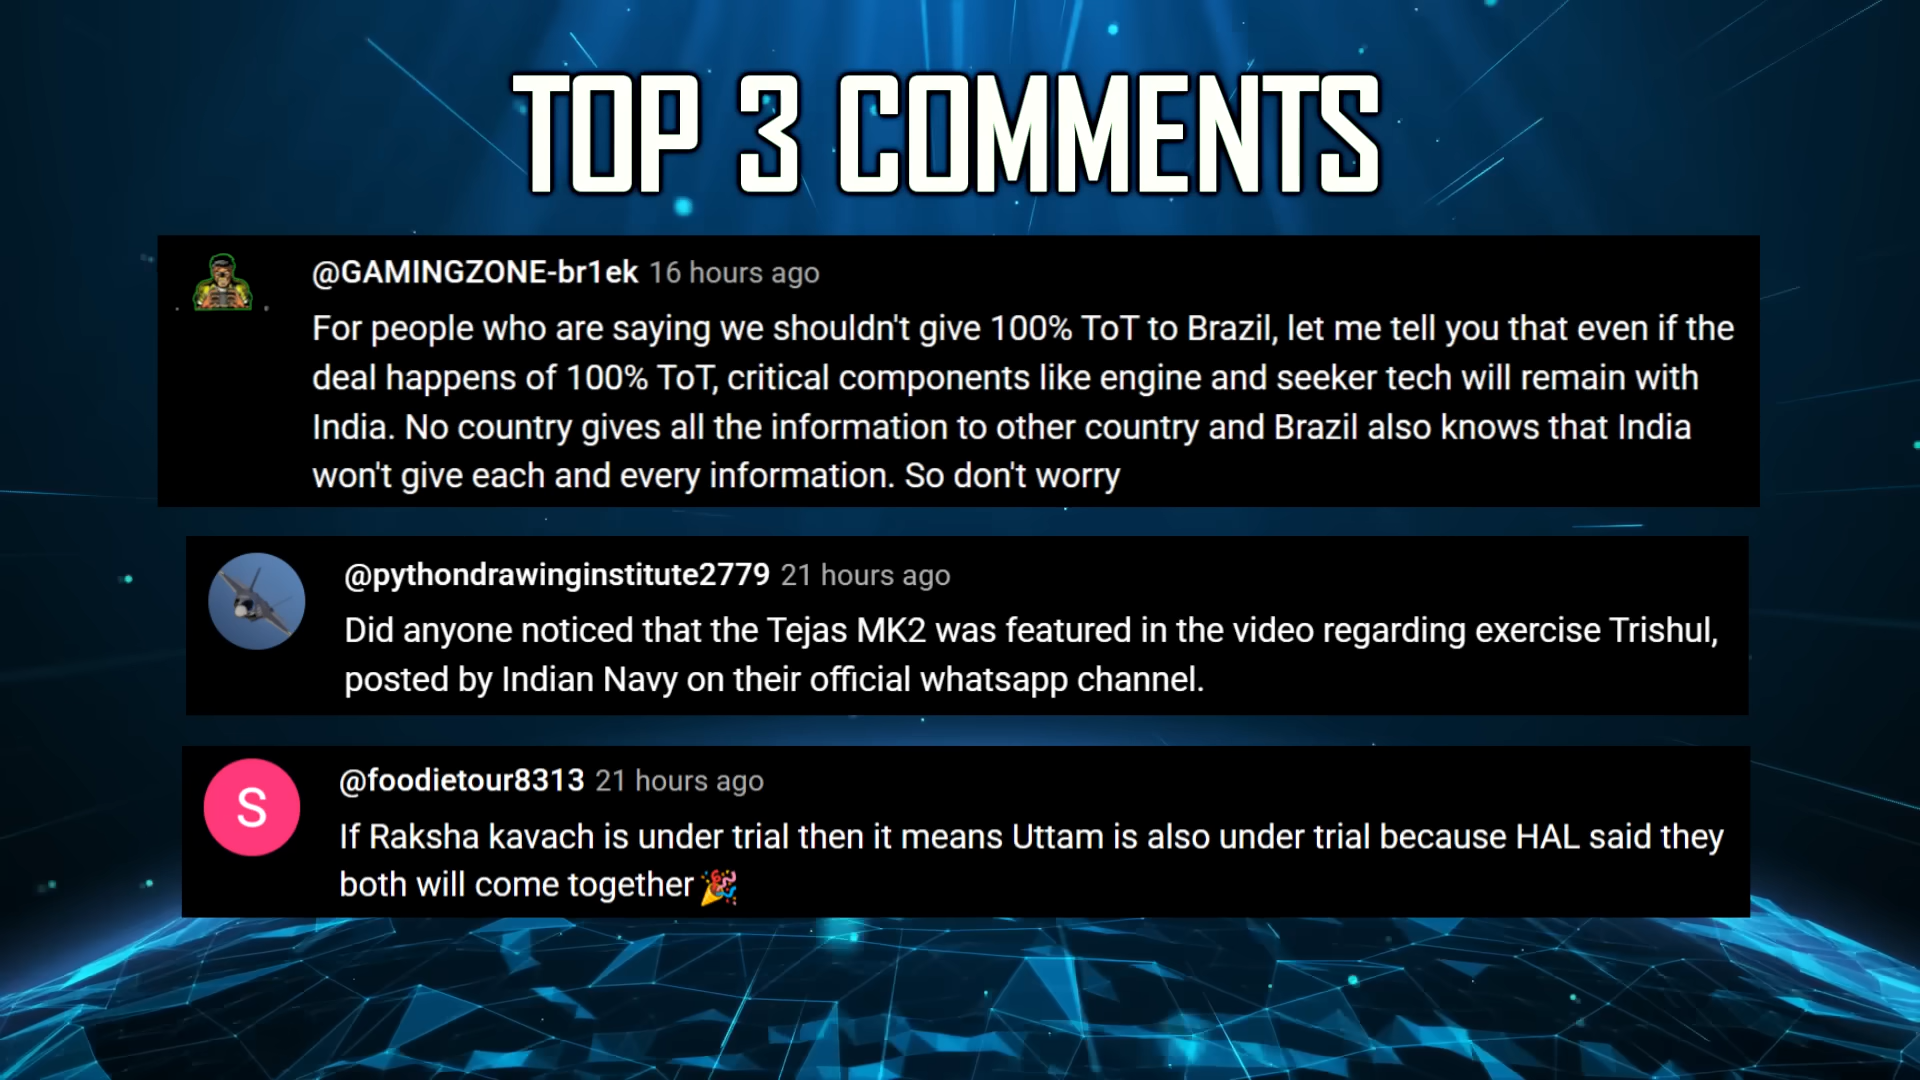 TOP 3 COMMENTS
@GAMINGZONE-br1ek 16 hours ago
For people who are saying we shouldn't give 100% ToT to Brazil, let me tell you that even if the
deal happens of 100% ToT, critical components like engine and seeker tech will remain with
India. No country gives all the information to other country and Brazil also knows that India
won't give each and every information. So don't worry
@pythondrawinginstitute2779 21 hours ago
Did anyone noticed that the Tejas MK2 was featured in the video regarding exercise Trishul,
posted by Indian Navy on their official whatsapp channel.
S
@foodietour8313 21 hours ago
If Raksha kavach is under trial then it means Uttam is also under trial because HAL said they
both will come together🎉